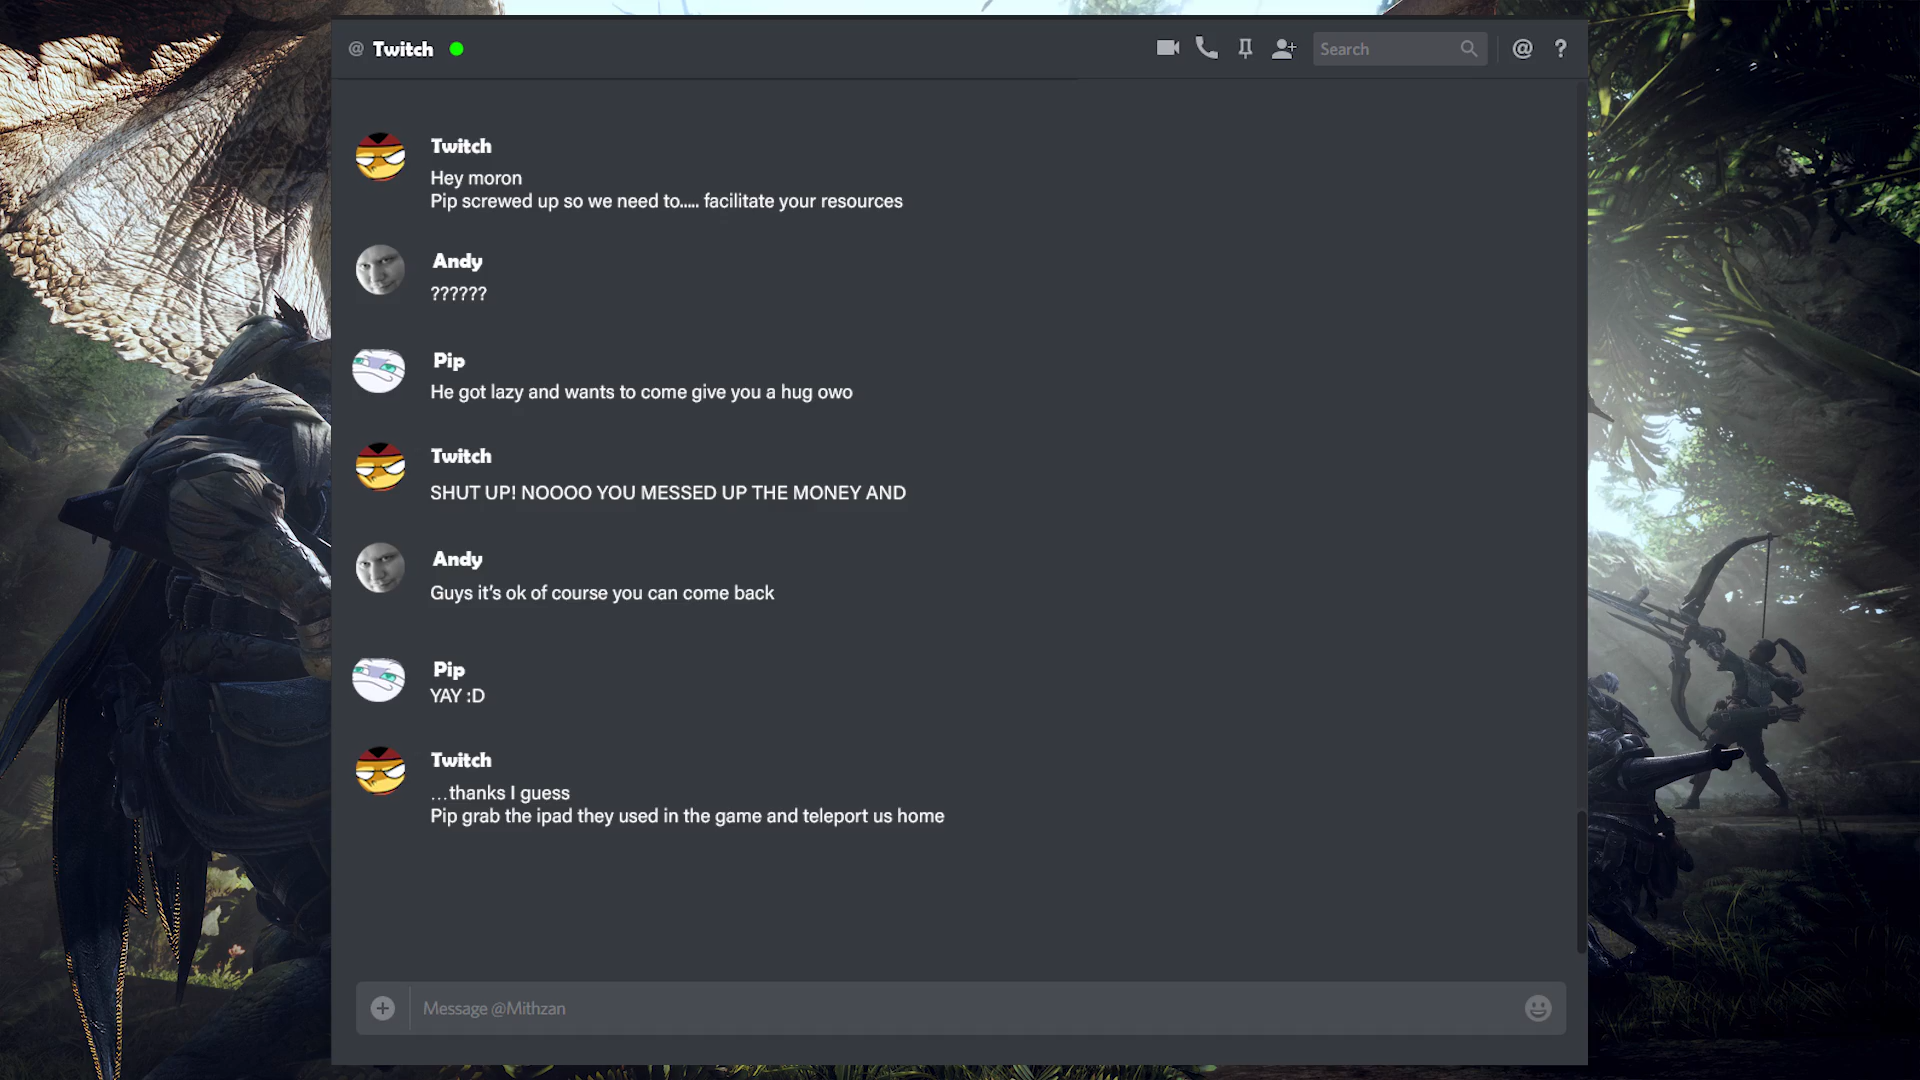 @ Twitch
Search
@ ?
Twitch
Hey moron
Pip screwed up so we need to..... facilitate your resources
Andy
??????
Pip
He got lazy and wants to come give you a hug owo
Twitch
SHUT UP! NOOOO YOU MESSED UP THE MONEY AND
Andy
Guys it’s ok of course you can come back
Pip
YAY :D
Twitch
…thanks I guess
Pip grab the ipad they used in the game and teleport us home
Message @Mithzan